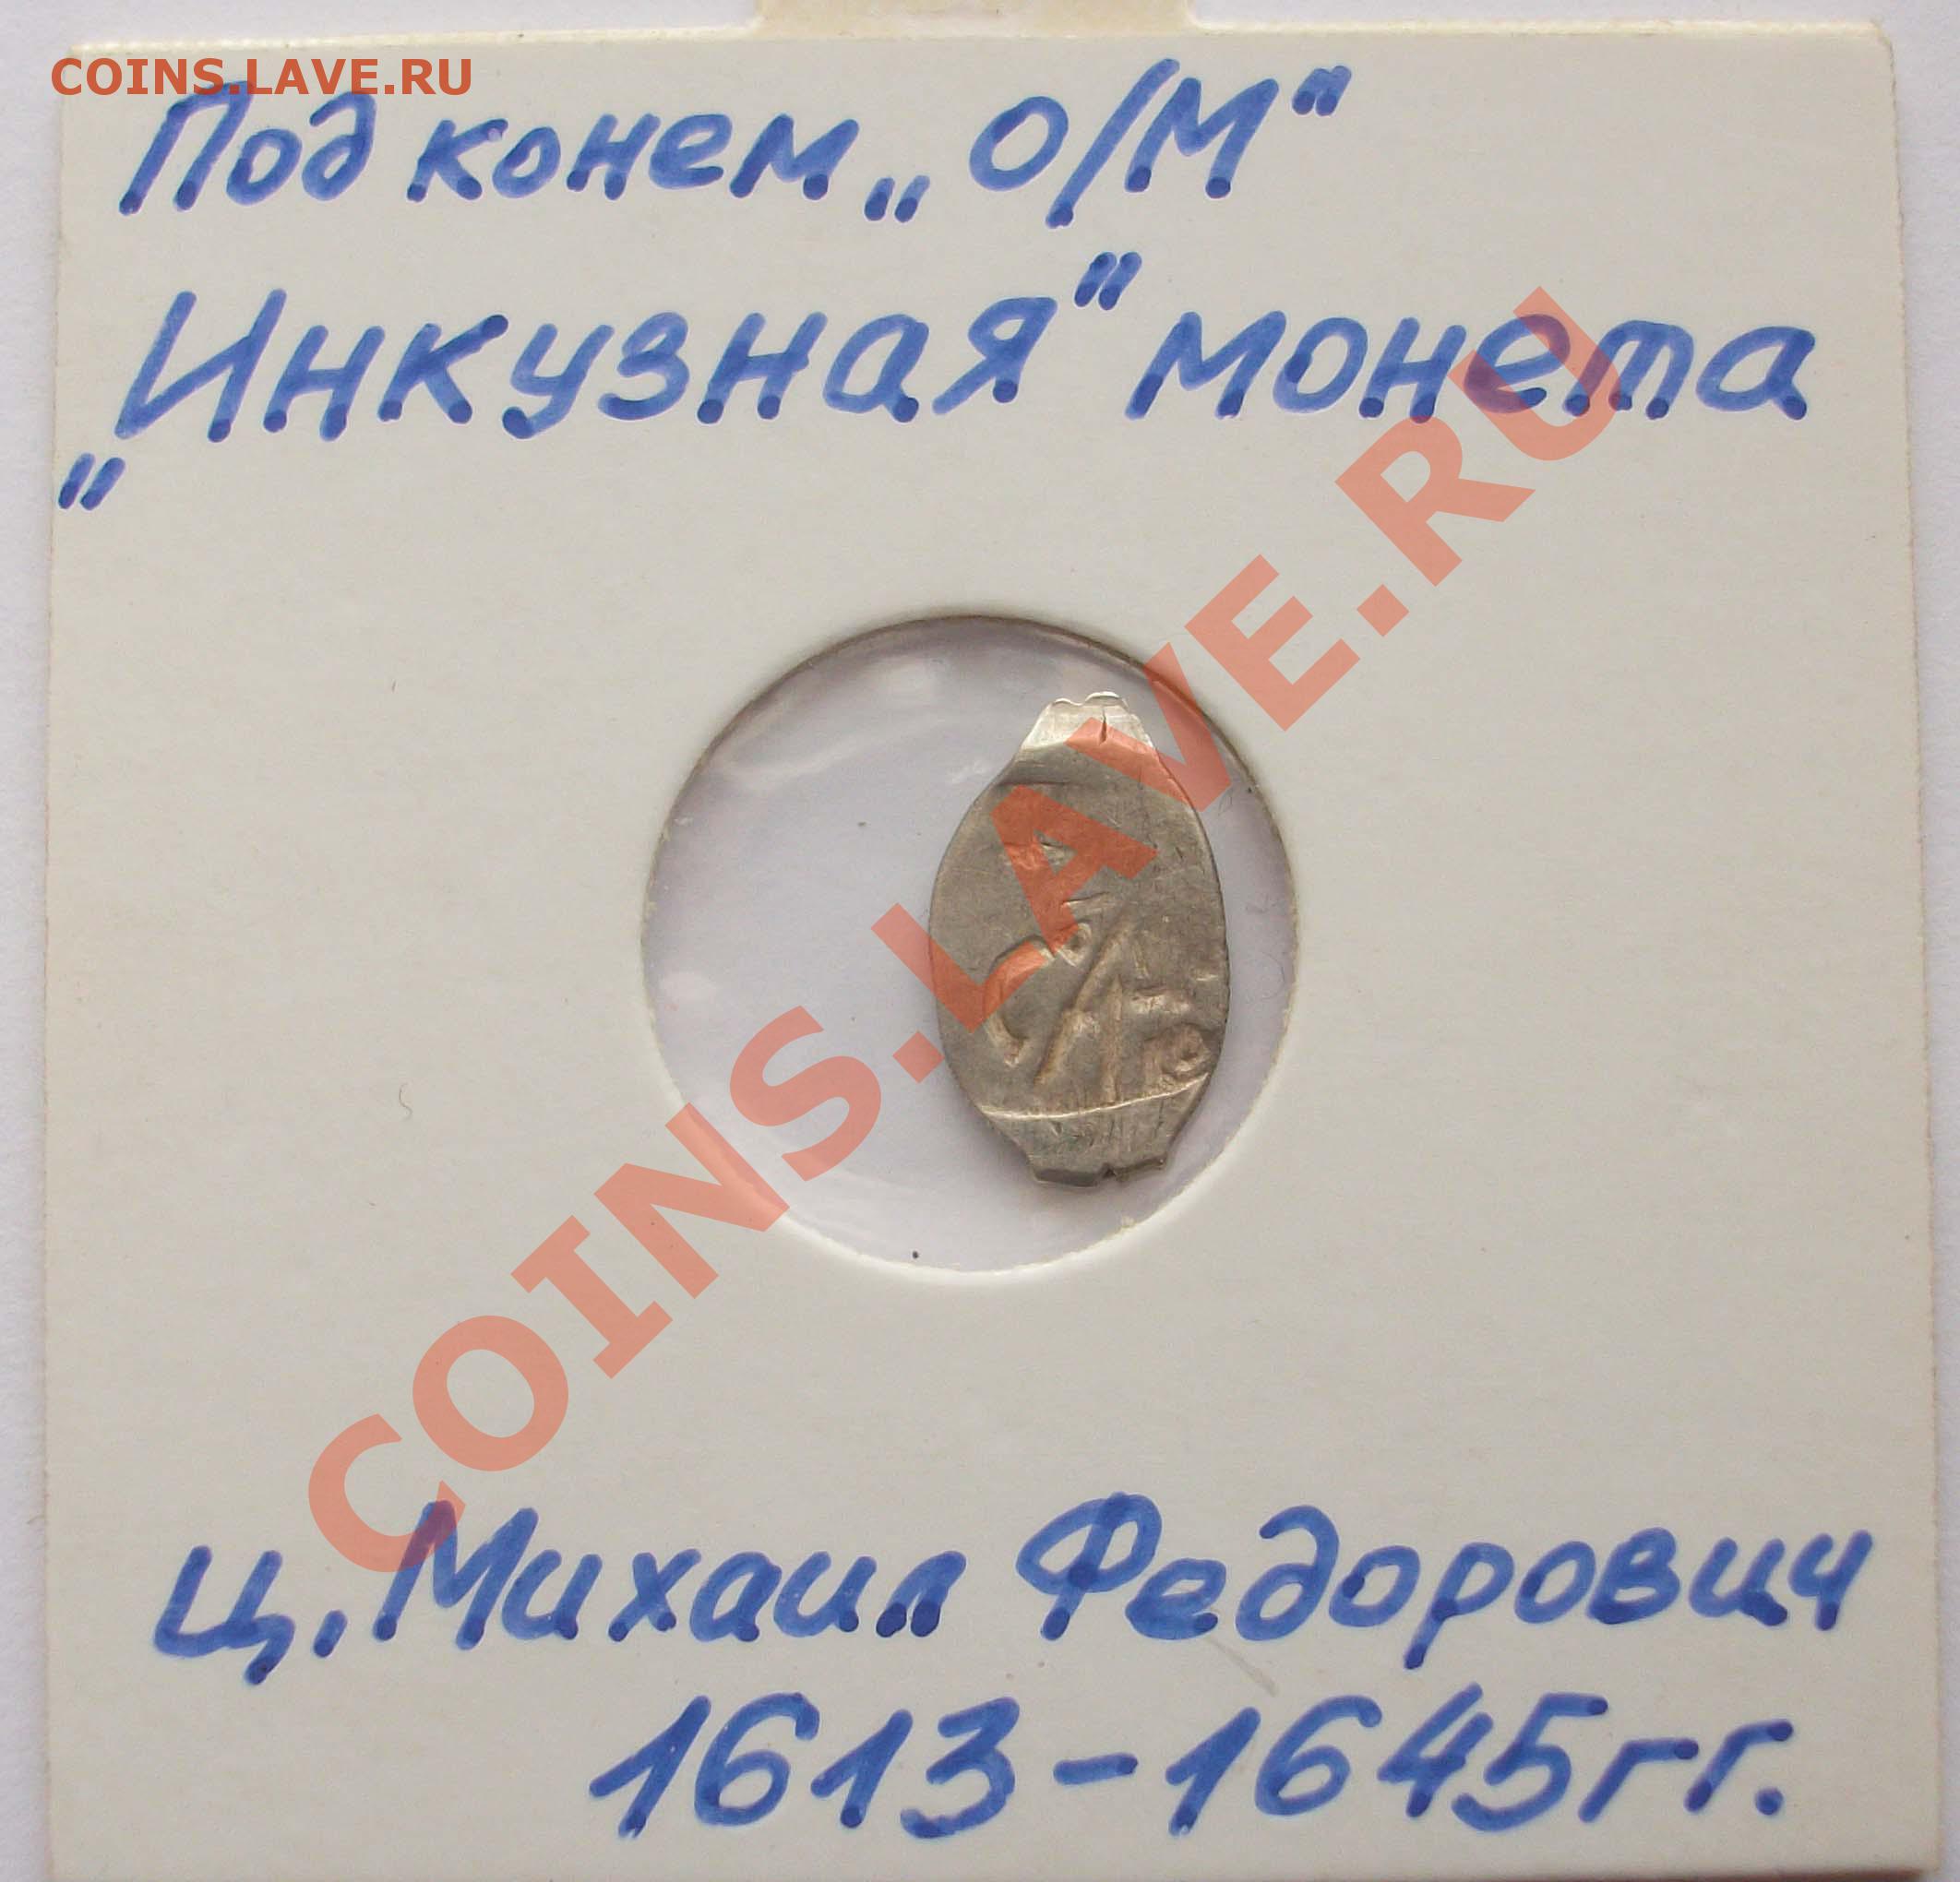 COINS.LAVE.RU
Под конем „О/М“
„Инкузная“ монета
COINS.LAVE.RU
ц. Михаил Федорович
1613-1645гг.